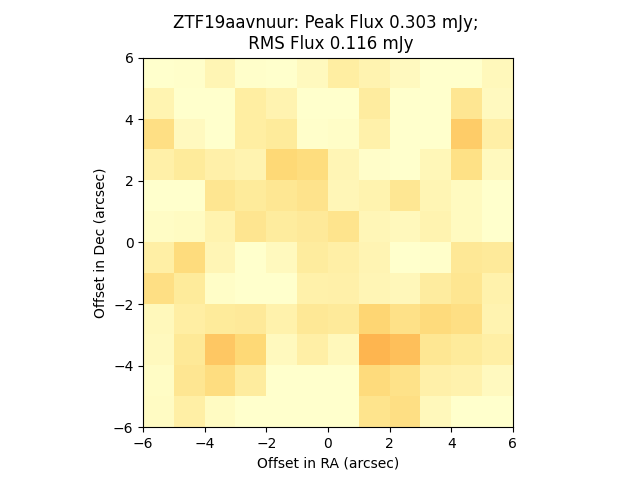 ZTF19aavnuur: Peak Flux 0.303 mJy;
RMS Flux 0.116 mJy
6
4
2
0
−2
−4
−6
Offset in Dec (arcsec)
−6 −4 −2 0 2 4 6
Offset in RA (arcsec)